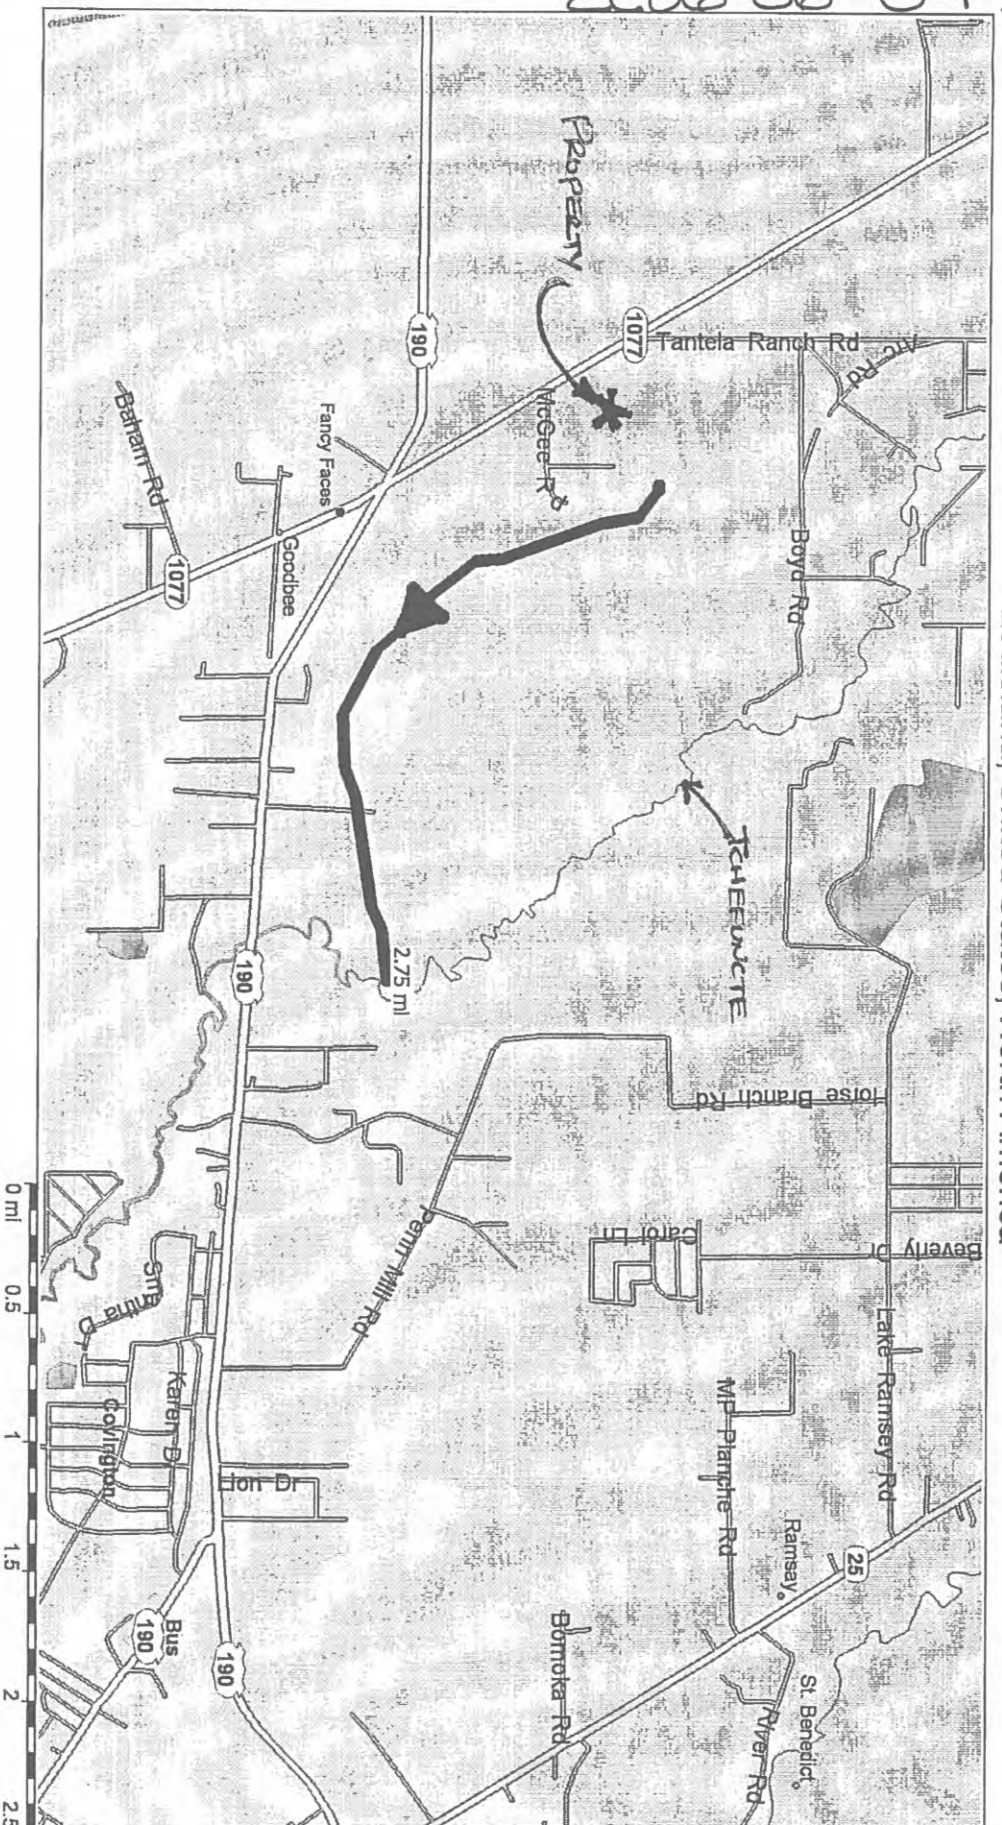 PROPERTY
1077
Tantela Ranch Rd
Vic Rd
190
McGee R
Baham Rd
Fancy Faces
Goodbee
1077
Boyd Rd
TCHEFUNCTE
2.75 mi
190
Horse Branch Rd
Penn Mill Rd
Carol Ln
Beverly Dr
Lake Ramsey Rd
MP Planche Rd
Ramsay
25
Karen D
Covington
Lion Dr
Bus
190
190
Bomoka Rd
River Rd
St. Benedict
0 mi
0.5
1
1.5
2
2.5